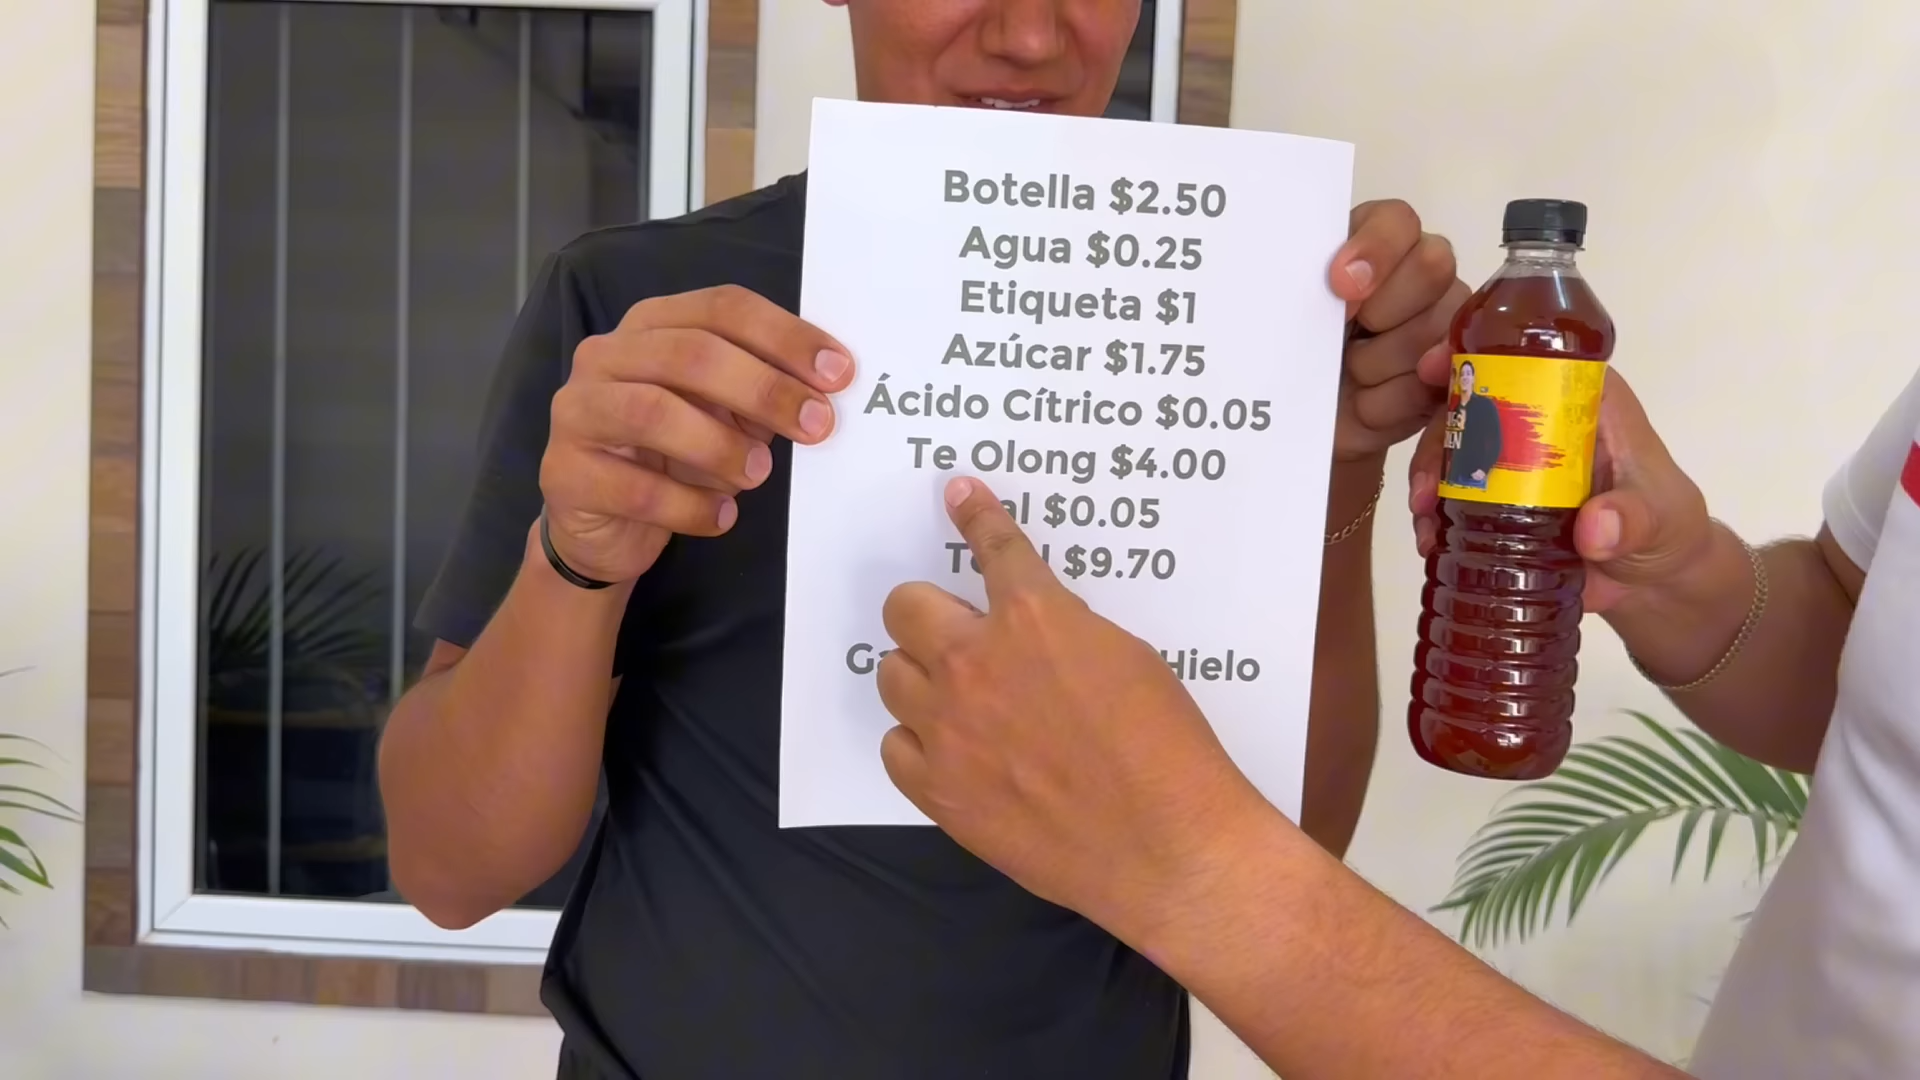 Botella $2.50
Agua $0.25
Etiqueta $1
Azúcar $1.75
Ácido Cítrico $0.05
Te Olong $4.00
$0.05
$9.70
Hielo